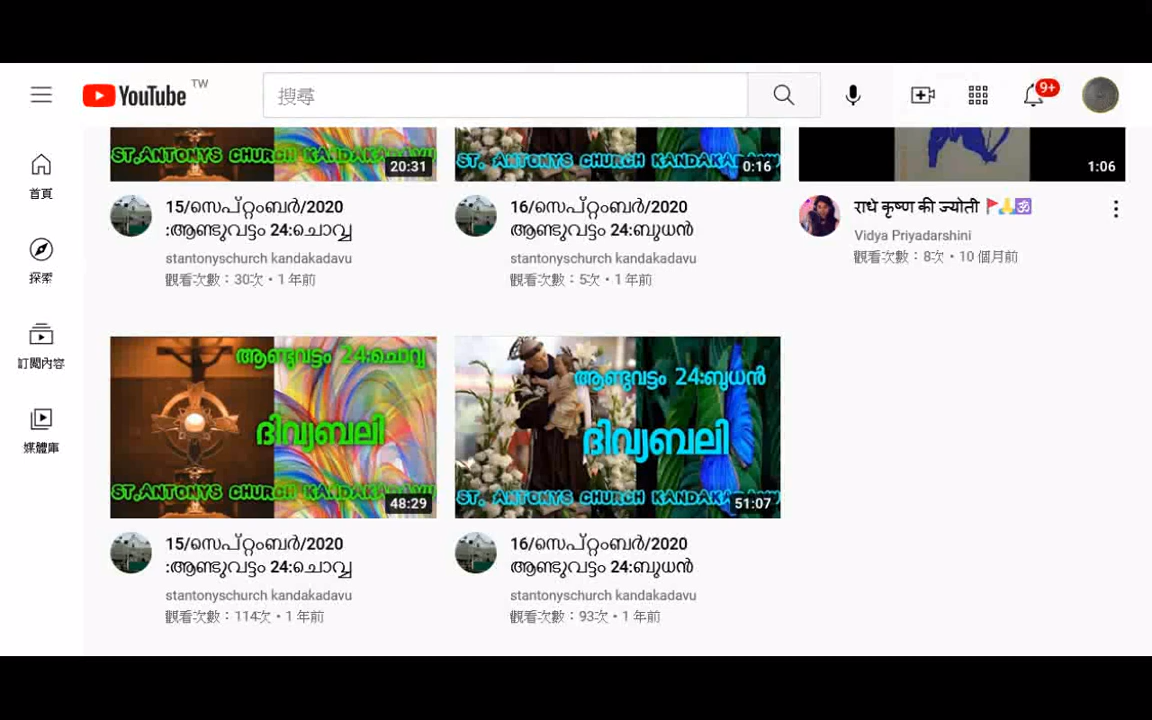 YouTube TW
搜尋
9+
首頁
探索
訂閱內容
媒體庫
ST.ANTONYS CHURCH KANDAKAVU
20:31
15/സെപ്റ്റംബർ/2020
:ആണ്ടുവട്ടം 24:ചൊവ്വ
stantonyschurch kandakadavu
觀看次數：30次・1 年前
0:16
16/സെപ്റ്റംബർ/2020
ആണ്ടുവട്ടം 24:ബുധൻ
stantonyschurch kandakadavu
觀看次數：5次・1 年前
1:06
राधे कृष्ण की ज्योती 🚩🙏🕉
Vidya Priyadarshini
觀看次數：8次・10 個月前
ആണ്ടുവട്ടം 24:ചൊവ്വ
ദിവ്യബലി
ST.ANTONYS CHURCH
48:29
15/സെപ്റ്റംബർ/2020
:ആണ്ടുവട്ടം 24:ചൊവ്വ
stantonyschurch kandakadavu
觀看次數：114次・1 年前
ആണ്ടുവട്ടം 24:ബുധൻ
ദിവ്യബലി
ST. ANTONYS CHURCH
51:07
16/സെപ്റ്റംബർ/2020
ആണ്ടുവട്ടം 24:ബുധൻ
stantonyschurch kandakadavu
觀看次數：93次・1 年前